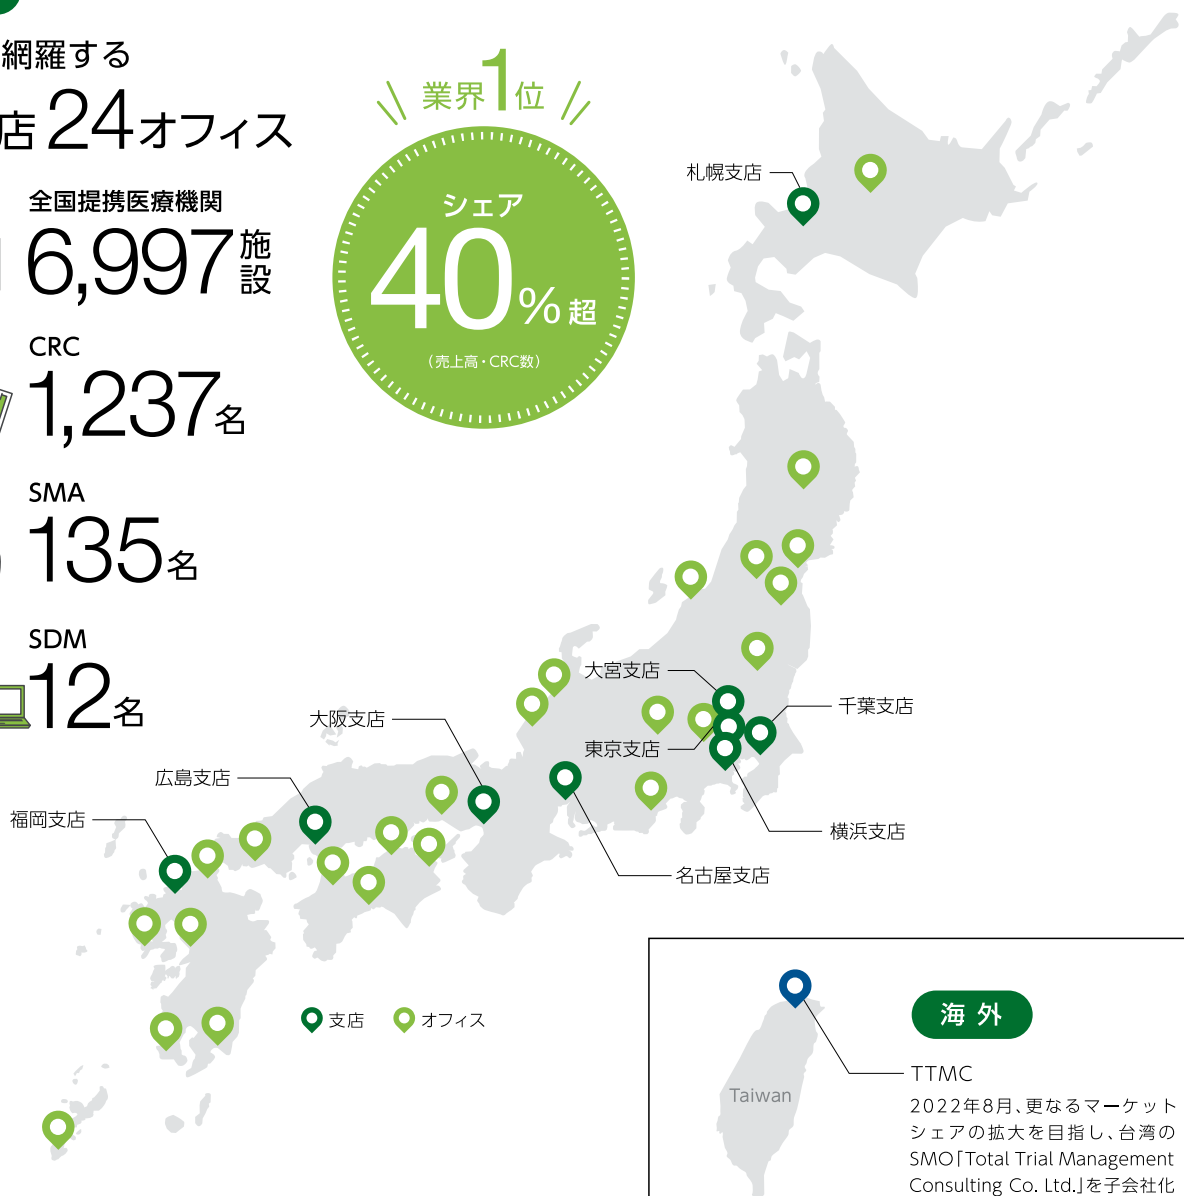 網羅する
店 24オフィス
全国提携医療機関
6,997施設
CRC
1,237名
SMA
135名
SDM
12名
業界1位
シェア
40%超
(売上高・CRC数)
札幌支店
大宮支店
千葉支店
大阪支店
東京支店
広島支店
福岡支店
横浜支店
名古屋支店
支店
オフィス
海外
Taiwan
TTMC
2022年8月、更なるマーケット
シェアの拡大を目指し、台湾の
SMO「Total Trial Management
Consulting Co. Ltd.」を子会社化